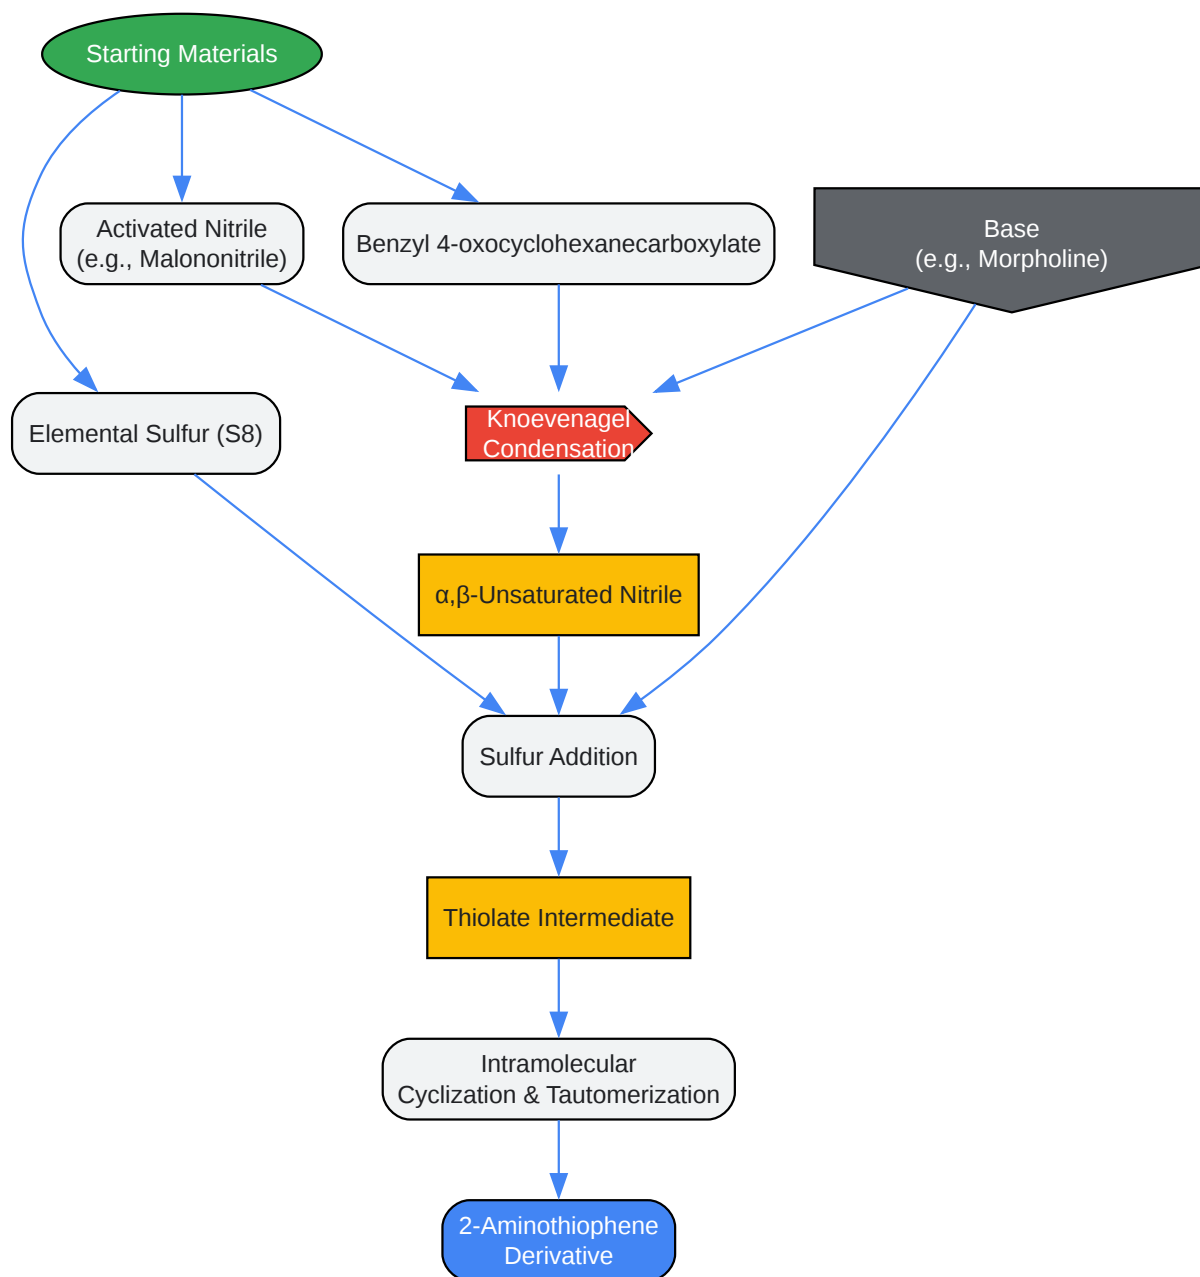 Starting Materials
Activated Nitrile
(e.g., Malononitrile)
Benzyl 4-oxocyclohexanecarboxylate
Base
(e.g., Morpholine)
Elemental Sulfur (S8)
Knoevenagel
Condensation
α,β-Unsaturated Nitrile
Sulfur Addition
Thiolate Intermediate
Intramolecular
Cyclization & Tautomerization
2-Aminothiophene
Derivative